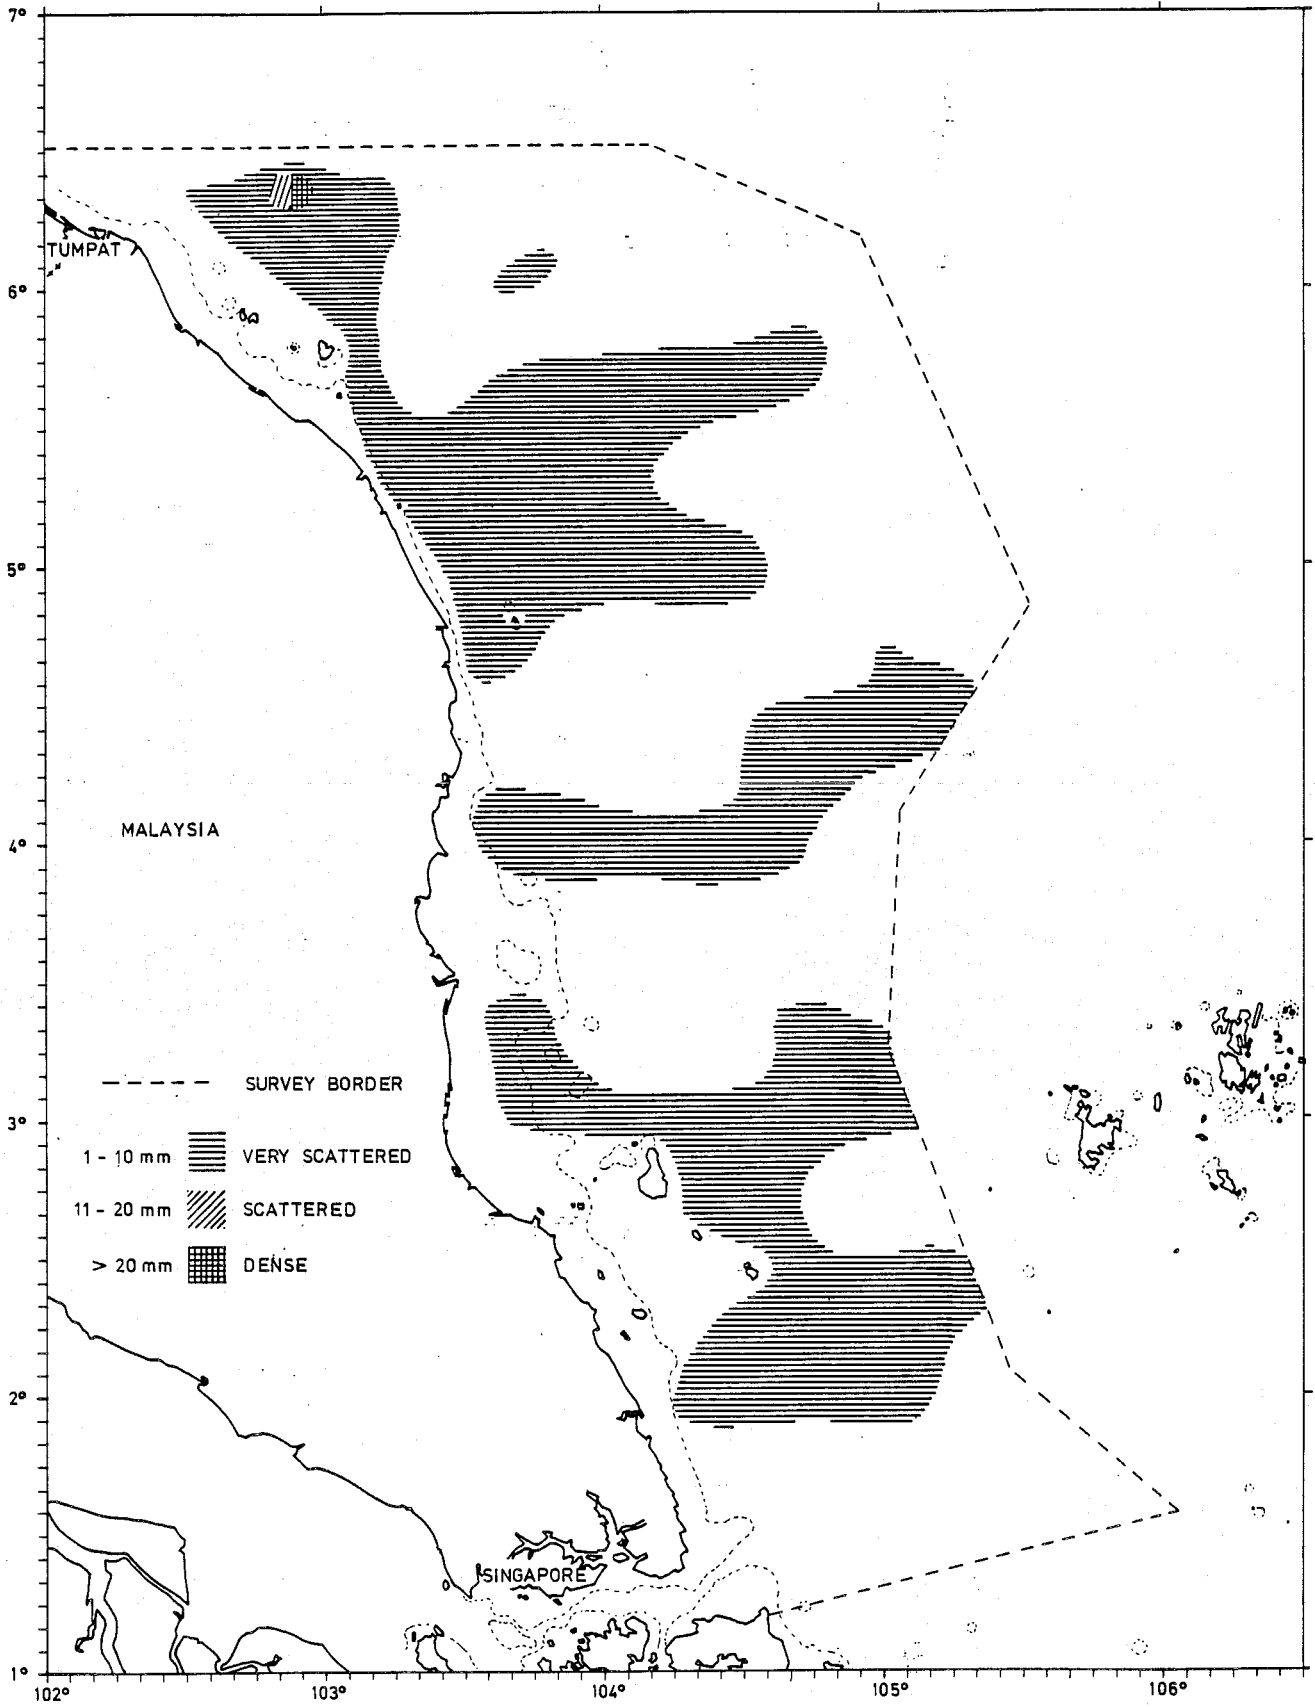 7°
TUMPAT
6°
5°
MALAYSIA
4°
SURVEY BORDER
3°
1 - 10 mm VERY SCATTERED
11 - 20 mm SCATTERED
> 20 mm DENSE
2°
SINGAPORE
1°
102° 103° 104° 105° 106°